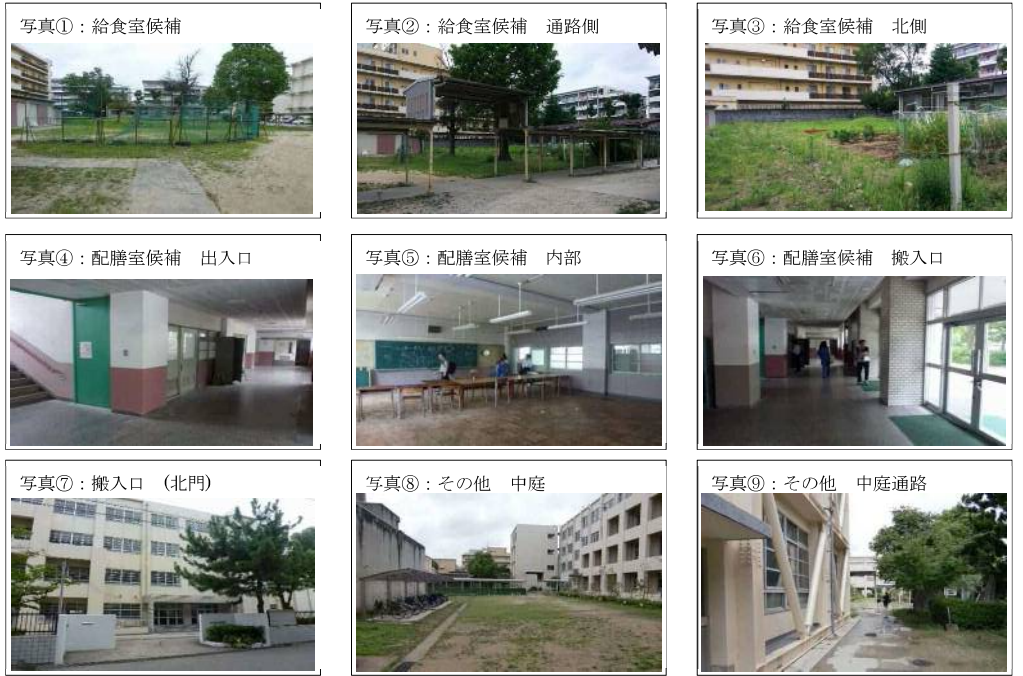 写真①：給食室候補
写真②：給食室候補　通路側
写真③：給食室候補　北側
写真④：配膳室候補　出入口
写真⑤：配膳室候補　内部
写真⑥：配膳室候補　搬入口
写真⑦：搬入口　(北門)
写真⑧：その他　中庭
写真⑨：その他　中庭通路